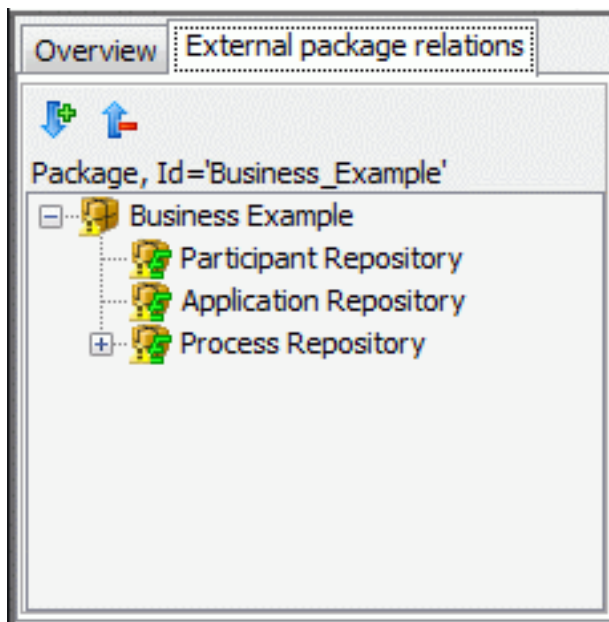 Overview External package relations
Package, Id='Business_Example'
Business Example
Participant Repository
Application Repository
Process Repository